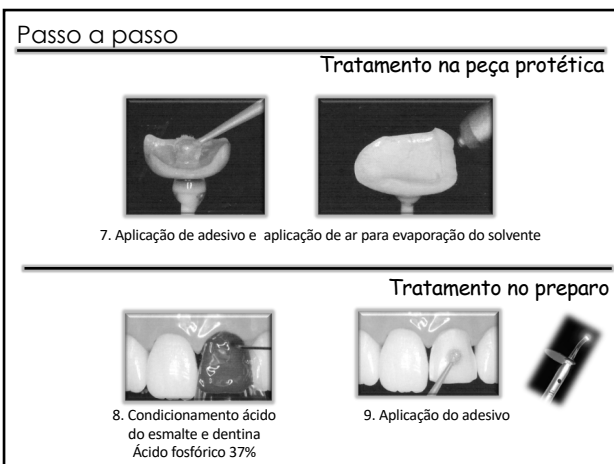 Passo a passo
Tratamento na peça protética
7. Aplicação de adesivo e aplicação de ar para evaporação do solvente
Tratamento no preparo
8. Condicionamento ácido
do esmalte e dentina
Ácido fosfórico 37%
9. Aplicação do adesivo